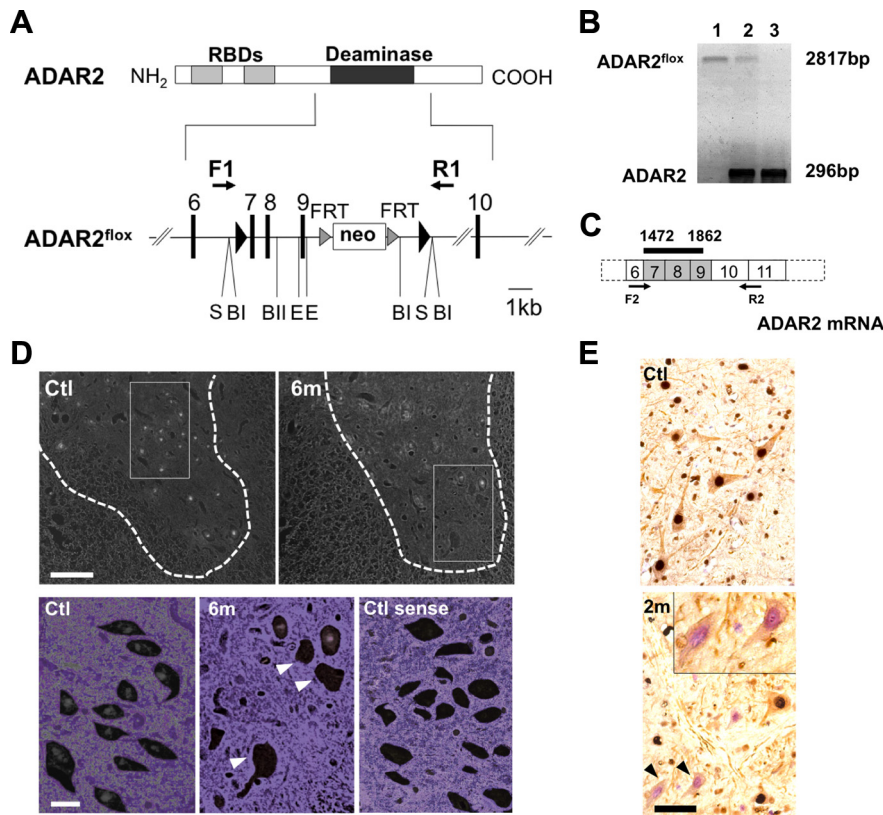 A
RBDs Deaminase
ADAR2 NH2 COOH
F1 R1
6 7 8 9 FRT FRT 10
ADAR2flox neo
S BI BII E E BI S BI
1kb
B
1 2 3
ADAR2flox 2817bp
ADAR2 296bp
C
1472 1862
6 7 8 9 10 11
F2 R2
ADAR2 mRNA
D
Ctl 6m
Ctl 6m Ctl sense
E
Ctl
2m